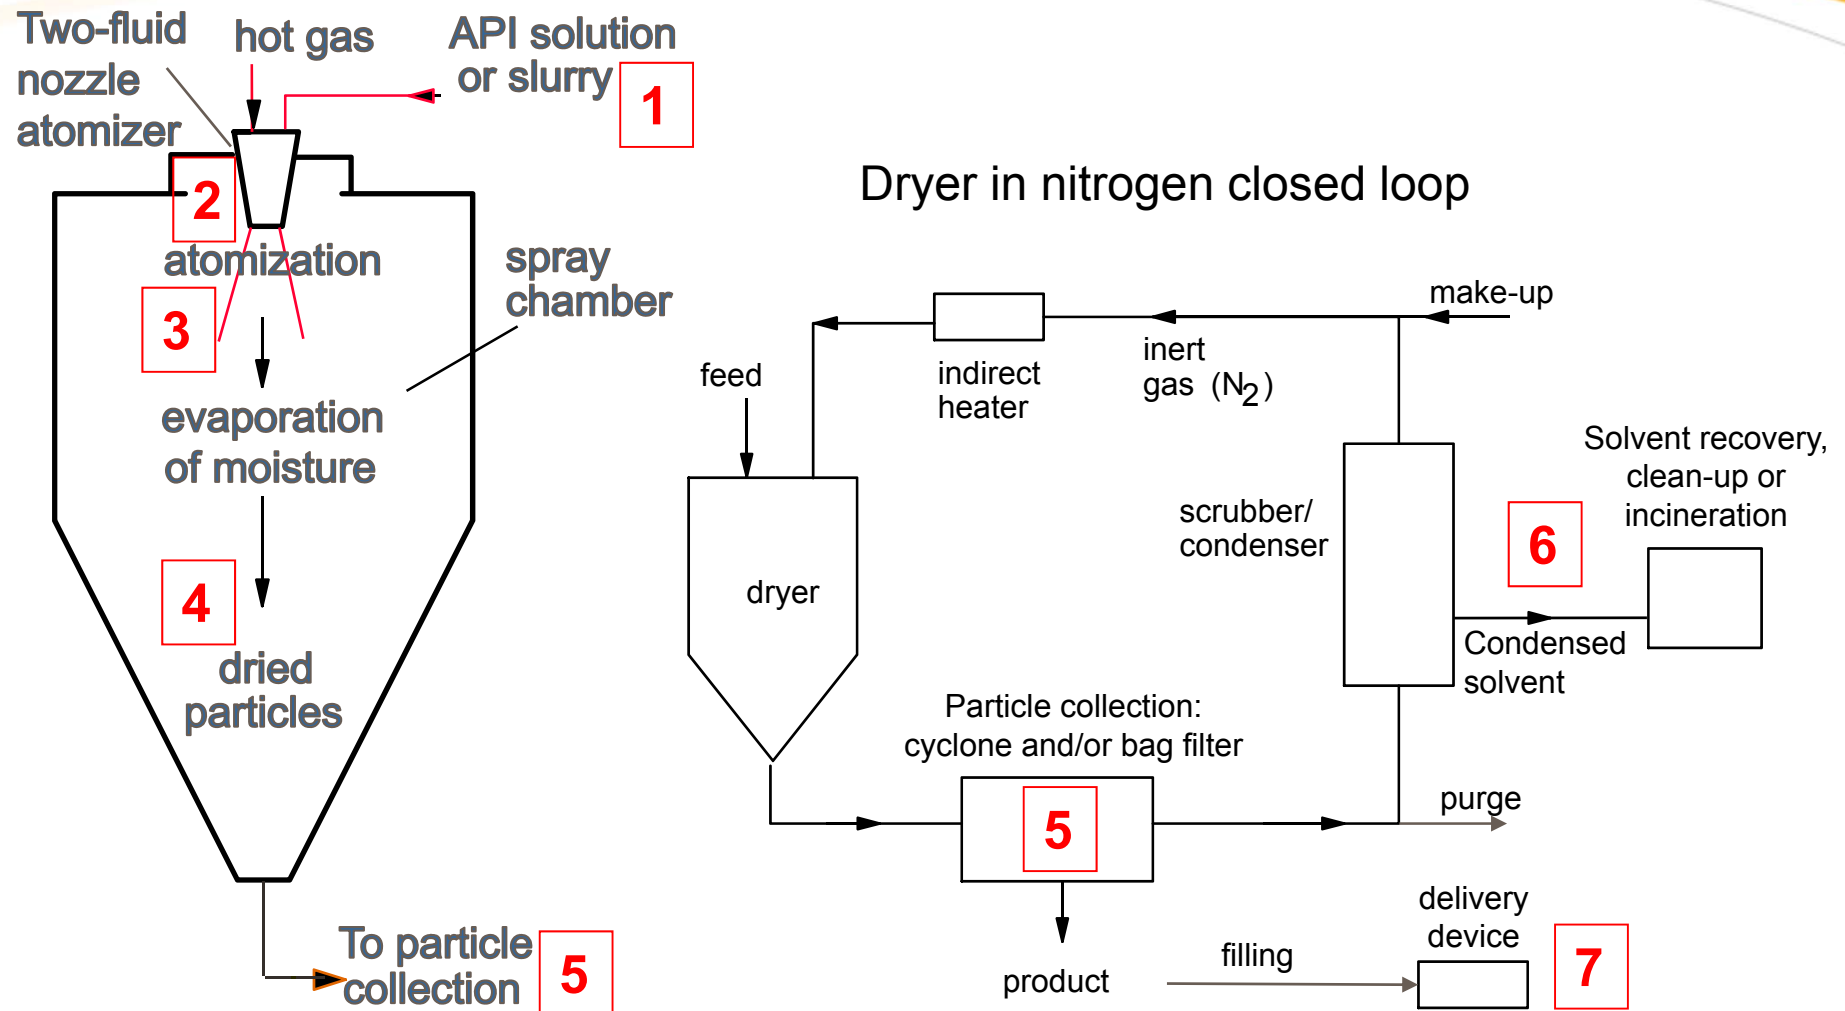 Two-fluid
nozzle
atomizer
hot gas
API solution
or slurry
1
2
atomization
3
spray
chamber
evaporation
of moisture
4
dried
particles
To particle
collection
5
Dryer in nitrogen closed loop
make-up
inert
gas (N2)
indirect
heater
feed
dryer
scrubber/
condenser
Solvent recovery,
clean-up or
incineration
6
Condensed
solvent
Particle collection:
cyclone and/or bag filter
5
purge
product
filling
delivery
device
7